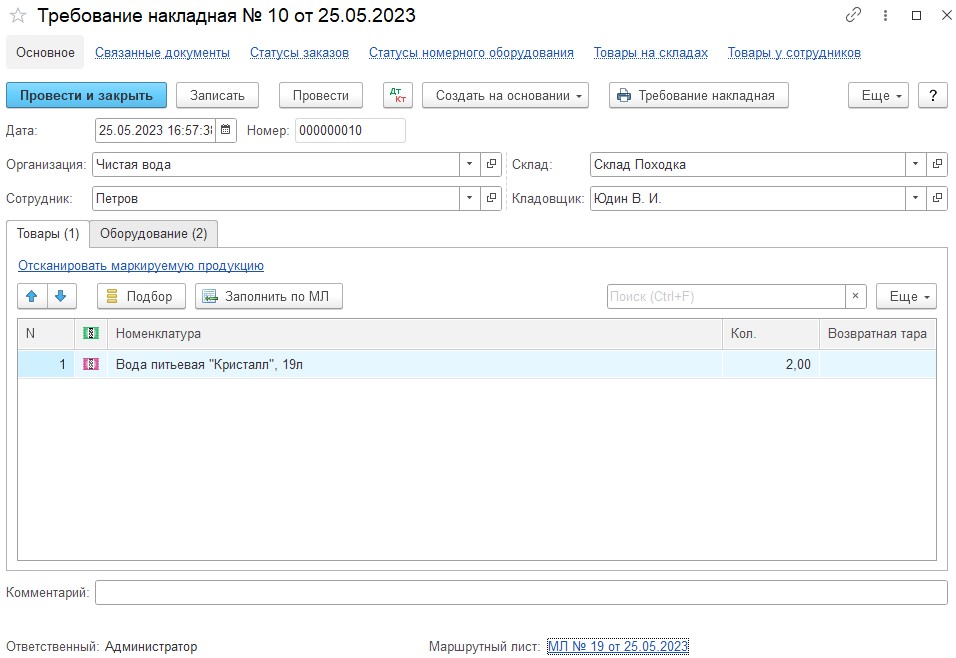 Требование накладная № 10 от 25.05.2023
Основное Связанные документы Статусы заказов Статусы номерного оборудования Товары на складах Товары у сотрудников
Провести и закрыть Записать Провести Дт Кт Создать на основании Требование накладная Еще ?
Дата: 25.05.2023 16:57:38 Номер: 000000010
Организация: Чистая вода Склад: Склад Походка
Сотрудник: Петров Кладовщик: Юдин В. И.
Товары (1) Оборудование (2)
Отсканировать маркируемую продукцию
Подбор Заполнить по МЛ Поиск (Ctrl+F) × Еще
N Номенклатура Кол. Возвратная тара
1 Вода питьевая "Кристалл", 19л 2,00
Комментарий:
Ответственный: Администратор Маршрутный лист: МЛ № 19 от 25.05.2023